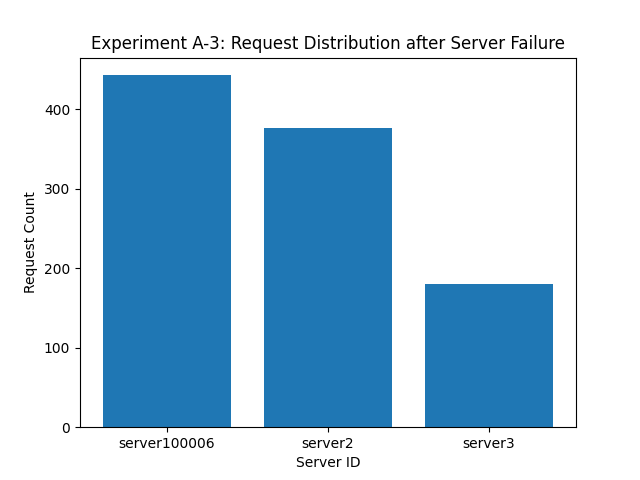 Experiment A-3: Request Distribution after Server Failure
400
300
200
100
0
Request Count
server100006 server2 server3
Server ID